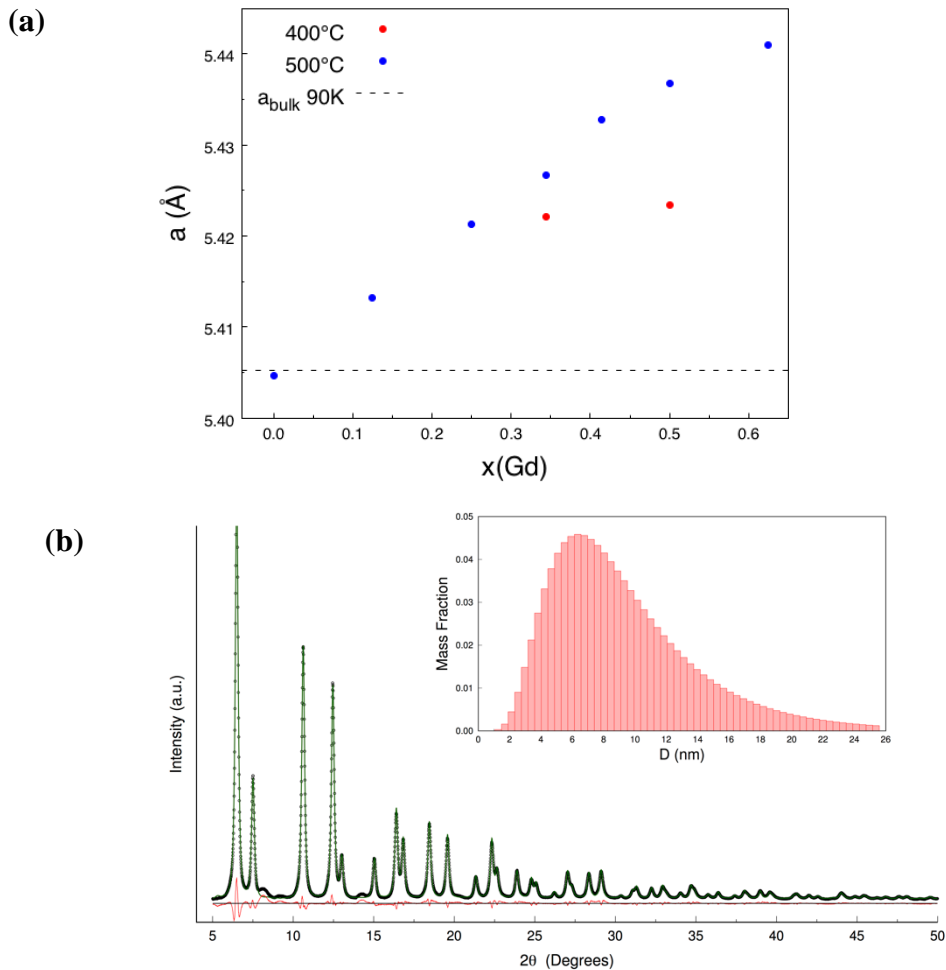 (a)
400°C
500°C
a_bulk 90K
5.44
5.43
5.42
5.41
5.40
a (Å)
0.0 0.1 0.2 0.3 0.4 0.5 0.6
x(Gd)
(b)
0.05
0.04
0.03
0.02
0.01
0.00
Mass Fraction
0 2 4 6 8 10 12 14 16 18 20 22 24 26
D (nm)
Intensity (a.u.)
5 10 15 20 25 30 35 40 45 50
2θ (Degrees)